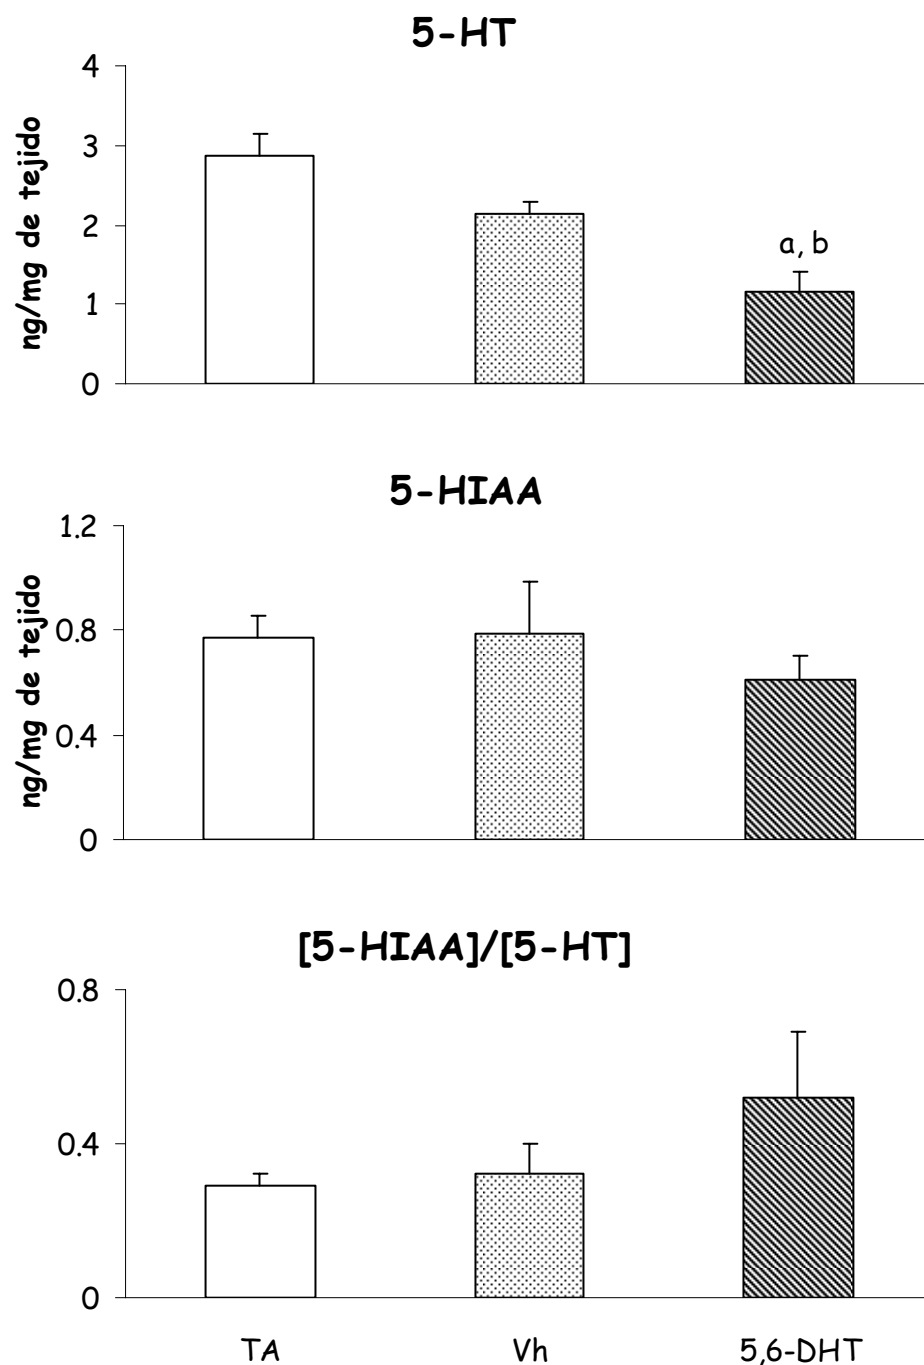 5-HT
4
3
2
1
0
ng/mg de tejido
a, b
5-HIAA
1.2
0.8
0.4
0
ng/mg de tejido
[5-HIAA]/[5-HT]
0.8
0.4
0
TA Vh 5,6-DHT